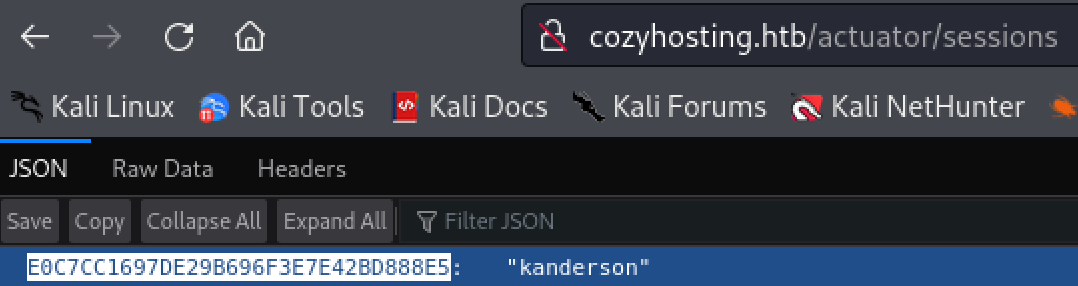 cozyhosting.htb/actuator/sessions
Kali Linux Kali Tools Kali Docs Kali Forums Kali NetHunter
JSON Raw Data Headers
Save Copy Collapse All Expand All Filter JSON
E0C7CC1697DE29B696F3E7E42BD888E5: "kanderson"